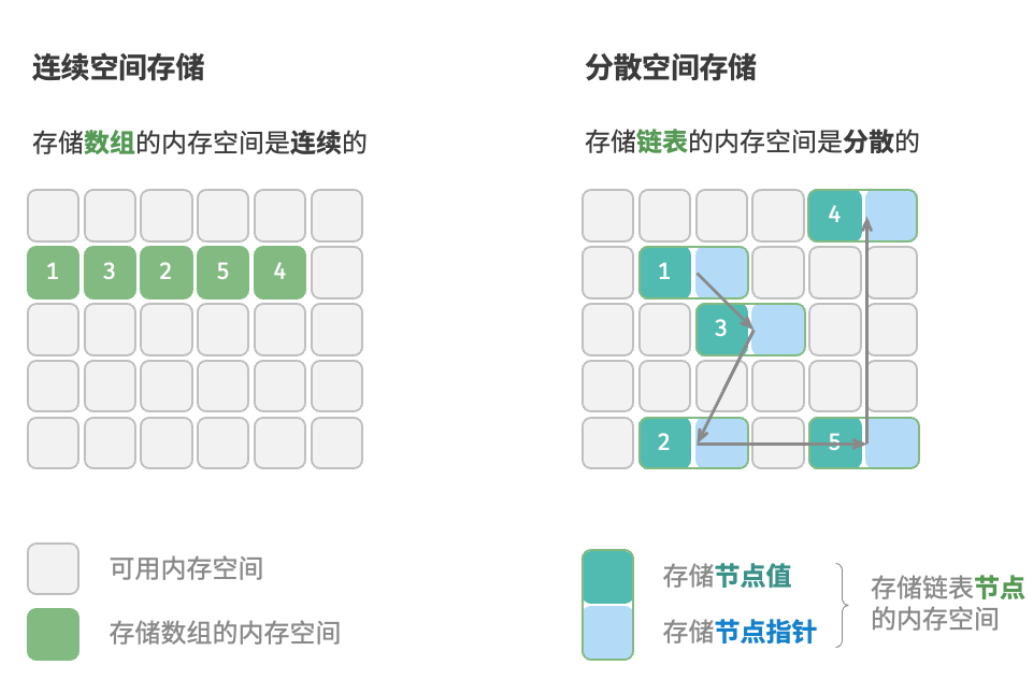 连续空间存储
存储数组的内存空间是连续的
1 3 2 5 4
可用内存空间
存储数组的内存空间
分散空间存储
存储链表的内存空间是分散的
4
1
3
2 5
存储节点值
存储节点指针
存储链表节点
的内存空间